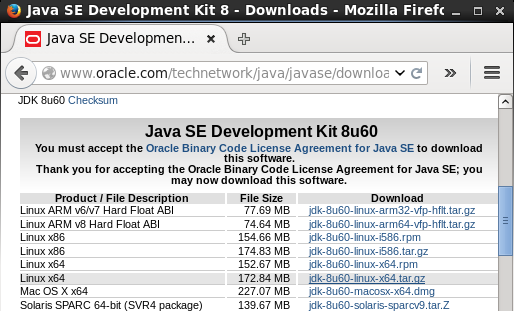 Java SE Development Kit 8 - Downloads - Mozilla Firefo
Java SE Developmen...
www.oracle.com/technetwork/java/javase/downloa
JDK 8u60 Checksum
Java SE Development Kit 8u60
You must accept the Oracle Binary Code License Agreement for Java SE to download
this software.
Thank you for accepting the Oracle Binary Code License Agreement for Java SE; you
may now download this software.
Product / File Description File Size Download
Linux ARM v6/v7 Hard Float ABI 77.69 MB jdk-8u60-linux-arm32-vfp-hflt.tar.gz
Linux ARM v8 Hard Float ABI 74.64 MB jdk-8u60-linux-arm64-vfp-hflt.tar.gz
Linux x86 154.66 MB jdk-8u60-linux-i586.rpm
Linux x86 174.83 MB jdk-8u60-linux-i586.tar.gz
Linux x64 152.67 MB jdk-8u60-linux-x64.rpm
Linux x64 172.84 MB jdk-8u60-linux-x64.tar.gz
Mac OS X x64 227.07 MB jdk-8u60-macosx-x64.dmg
Solaris SPARC 64-bit (SVR4 package) 139.67 MB jdk-8u60-solaris-sparcv9.tar.Z